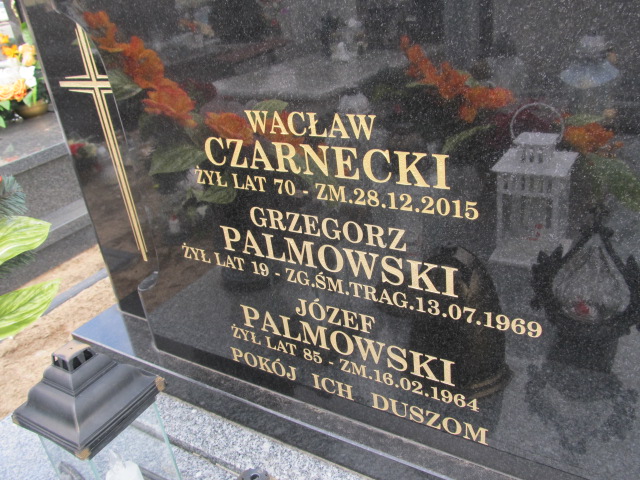 WACŁAW
CZARNECKI
ŻYŁ LAT 70 - ZM.28.12.2015
GRZEGORZ
PALMOWSKI
ŻYŁ LAT 19 - ZG.ŚM.TRAG.13.07.1969
JÓZEF
PALMOWSKI
ŻYŁ LAT 85 - ZM.16.02.1964
POKÓJ ICH DUSZOM